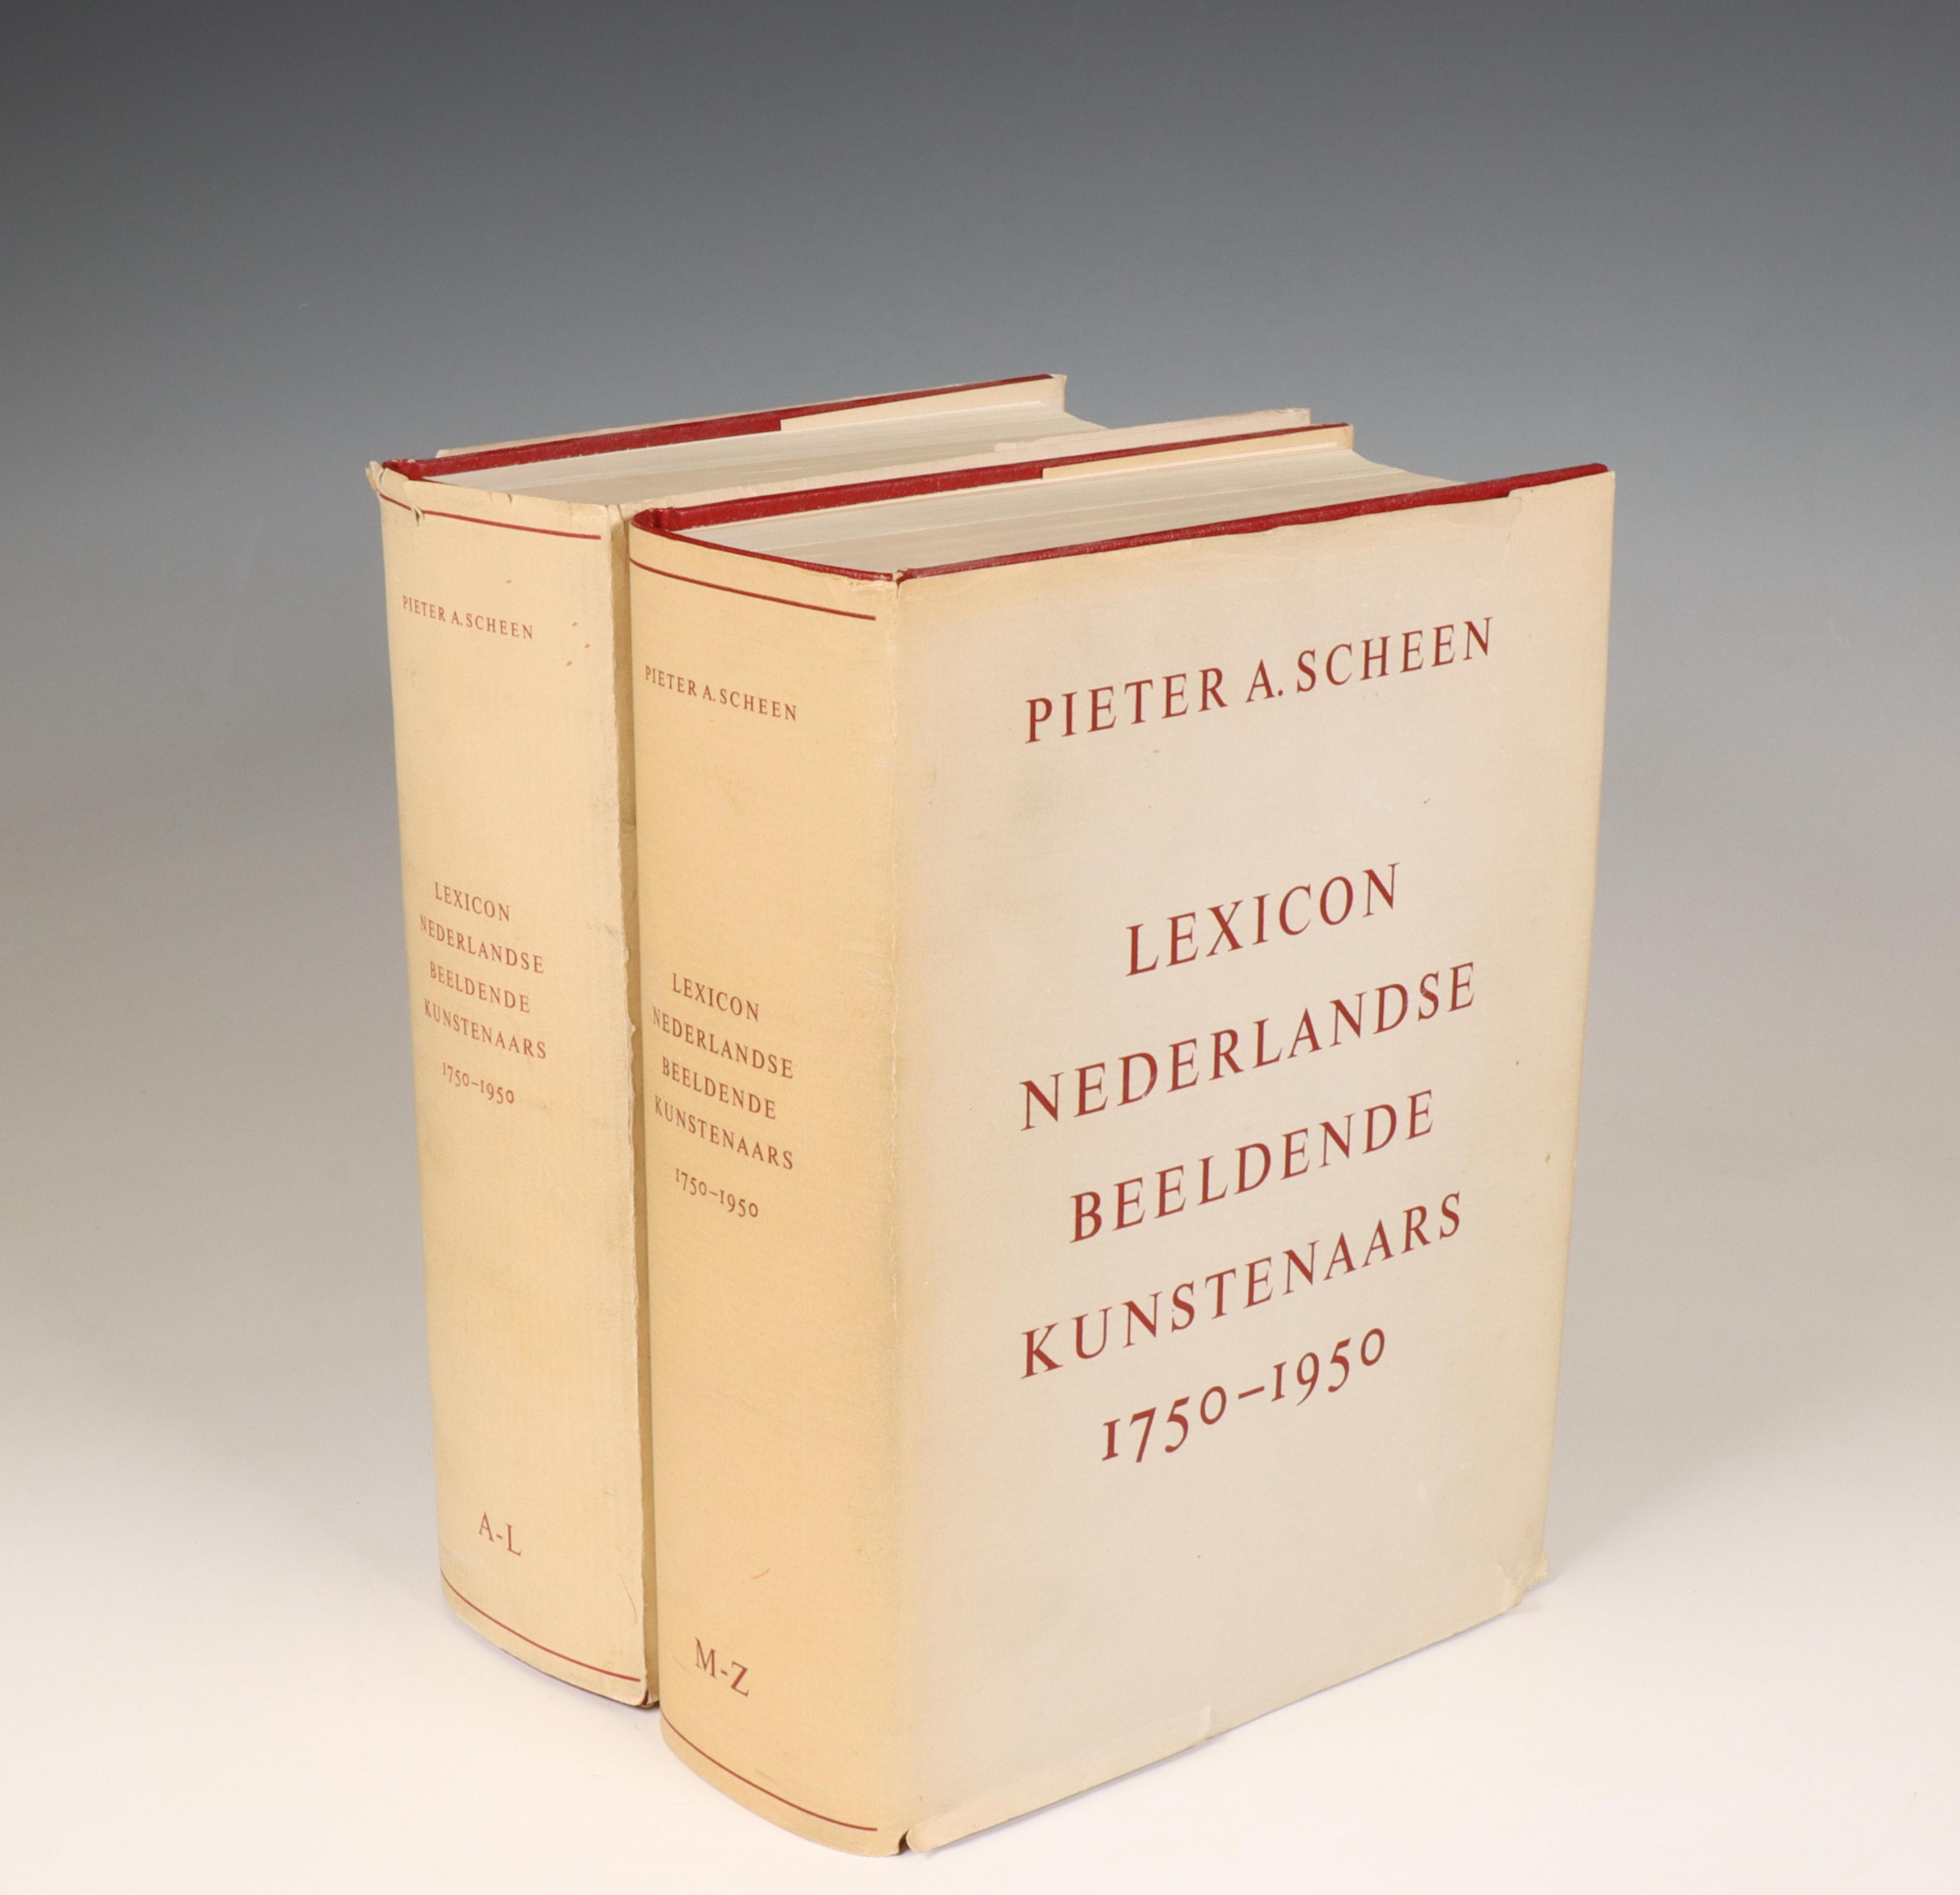 PIETER A. SCHEEN
LEXICON
NEDERLANDSE
BEELDENDE
KUNSTENAARS
1750–1950
A-L
PIETER A. SCHEEN
LEXICON
NEDERLANDSE
BEELDENDE
KUNSTENAARS
1750–1950
M-Z
PIETER A. SCHEEN
LEXICON
NEDERLANDSE
BEELDENDE
KUNSTENAARS
1750–1950